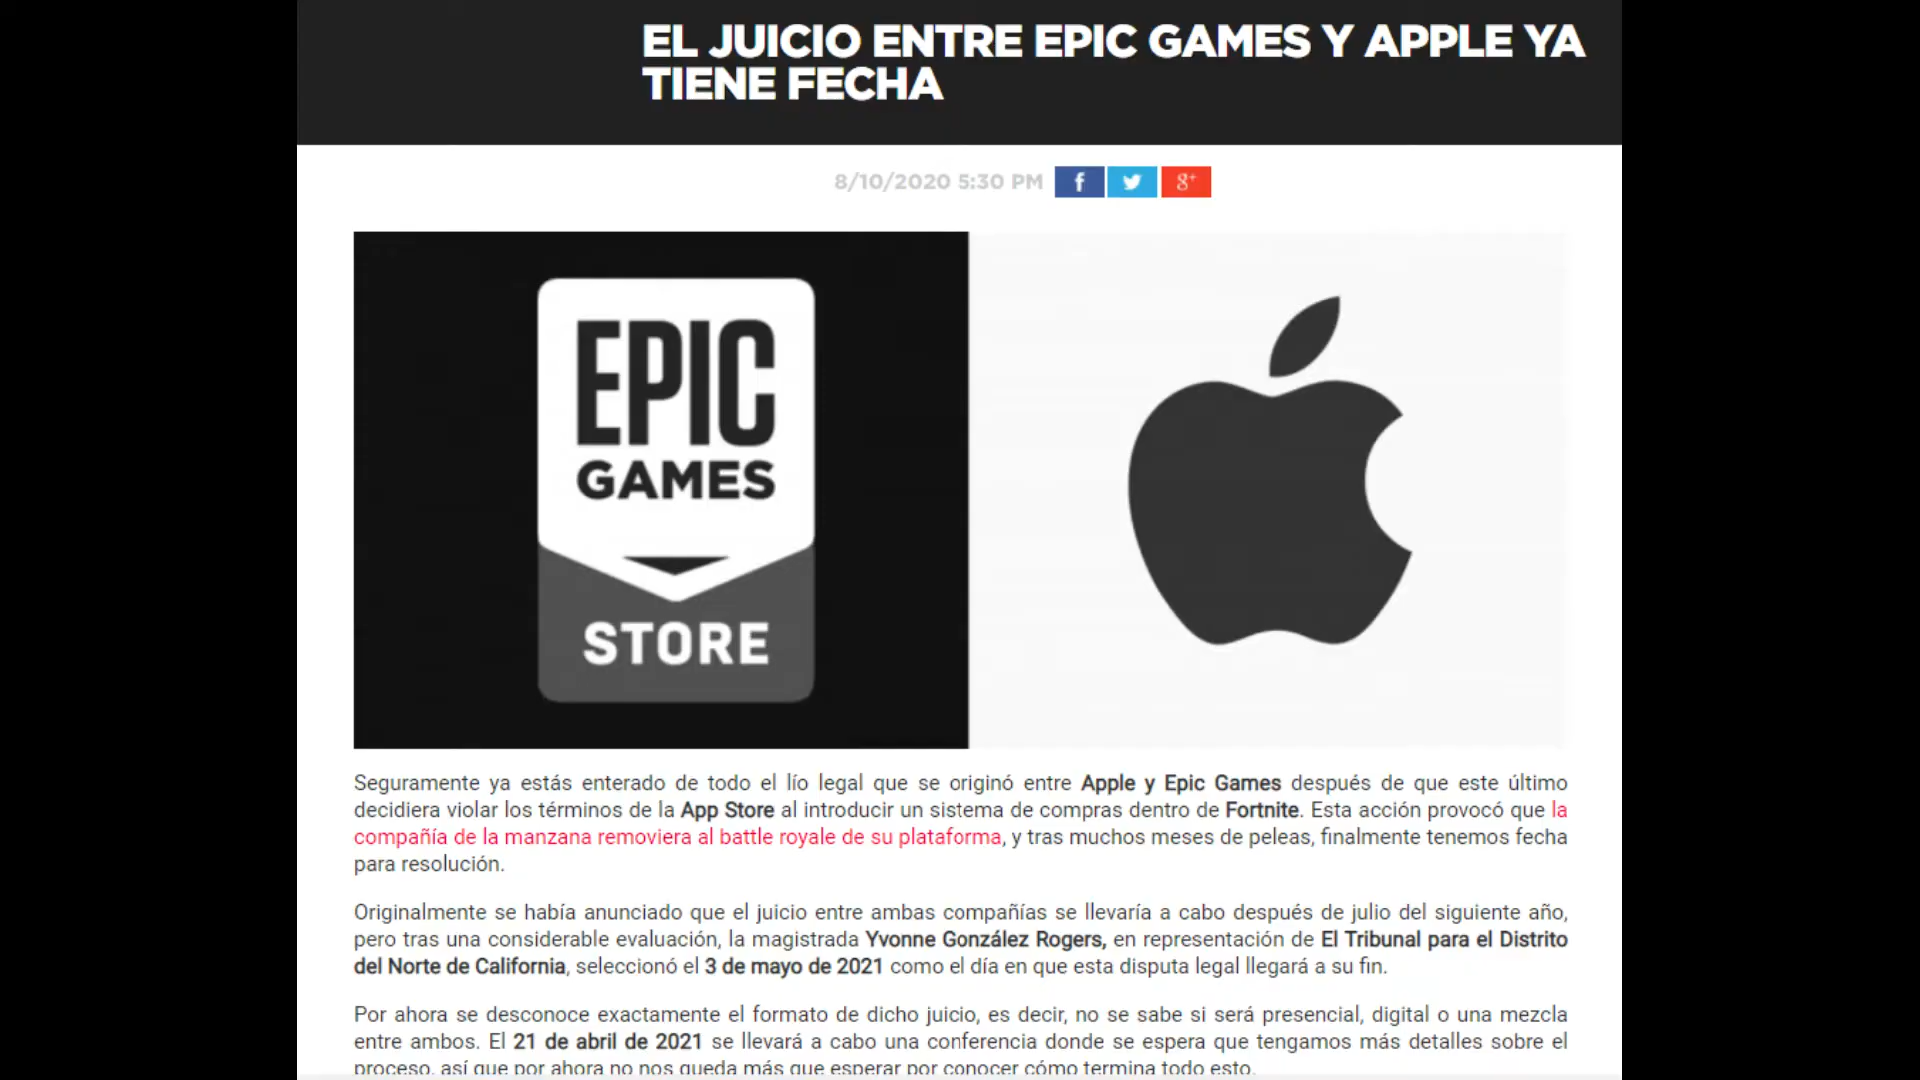 EL JUICIO ENTRE EPIC GAMES Y APPLE YA
TIENE FECHA
8/10/2020 5:30 PM
f
g+
EPIC
GAMES
STORE
Seguramente ya estás enterado de todo el lío legal que se originó entre Apple y Epic Games después de que este último
decidiera violar los términos de la App Store al introducir un sistema de compras dentro de Fortnite. Esta acción provocó que la
compañía de la manzana removiera al battle royale de su plataforma, y tras muchos meses de peleas, finalmente tenemos fecha
para resolución.
Originalmente se había anunciado que el juicio entre ambas compañías se llevaría a cabo después de julio del siguiente año,
pero tras una considerable evaluación, la magistrada Yvonne González Rogers, en representación de El Tribunal para el Distrito
del Norte de California, seleccionó el 3 de mayo de 2021 como el día en que esta disputa legal llegará a su fin.
Por ahora se desconoce exactamente el formato de dicho juicio, es decir, no se sabe si será presencial, digital o una mezcla
entre ambos. El 21 de abril de 2021 se llevará a cabo una conferencia donde se espera que tengamos más detalles sobre el
proceso, así que por ahora no nos queda más que esperar por conocer cómo termina todo esto.